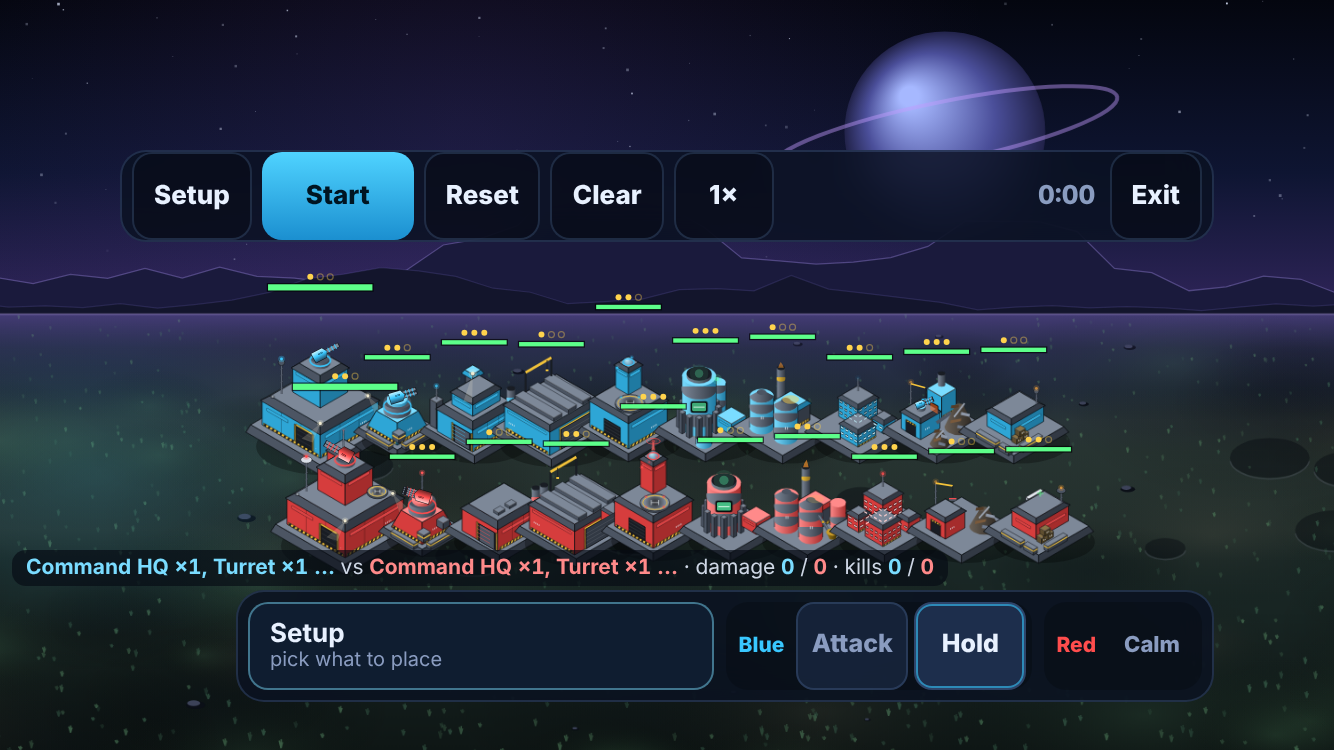 Setup Start Reset Clear 1× 0:00 Exit
Command HQ ×1, Turret ×1 … vs Command HQ ×1, Turret ×1 … · damage 0 / 0 · kills 0 / 0
Setup
pick what to place
Blue Attack Hold Red Calm